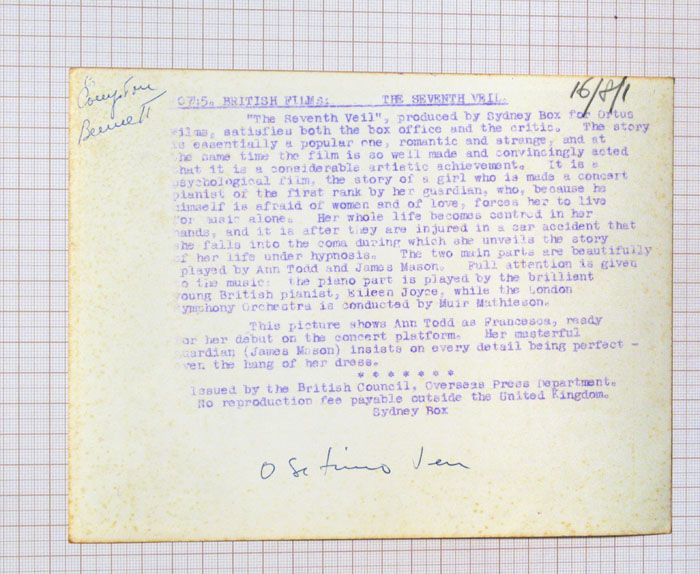 Compton
Bennett
16/8/1
0745. BRITISH FILMS: THE SEVENTH VEIL.
"The Seventh Veil", produced by Sydney Box for Ortus
Films, satisfies both the box office and the critic. The story
is essentially a popular one, romantic and strange, and at
the same time the film is so well made and convincingly acted
that it is a considerable artistic achievement. It is a
psychological film, the story of a girl who is made a concert
pianist of the first rank by her guardian, who, because he
himself is afraid of women and of love, forces her to live
for music alone. Her whole life becomes centred in her
hands, and it is after they are injured in a car accident that
she falls into the coma during which she unveils the story
of her life under hypnosis. The two main parts are beautifully
played by Ann Todd and James Mason. Full attention is given
to the music: the piano part is played by the brilliant
young British pianist, Eileen Joyce, while the London
Symphony Orchestra is conducted by Muir Mathieson.
This picture shows Ann Todd as Francesca, ready
for her debut on the concert platform. Her masterful
guardian (James Mason) insists on every detail being perfect -
even the hang of her dress.
* * * * * * *
Issued by the British Council, Overseas Press Department.
No reproduction fee payable outside the United Kingdom.
Sydney Box
O Setimo Veu